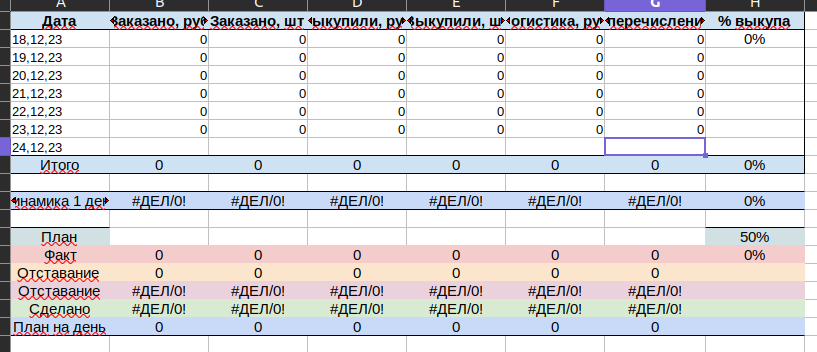 A B C D E F G H
Дата Заказано, руб Заказано, шт Выкупили, ру Выкупили, ш Логистика, ру перечислени % выкупа
18,12,23 0 0 0 0 0 0 0%
19,12,23 0 0 0 0 0 0
20,12,23 0 0 0 0 0 0
21,12,23 0 0 0 0 0 0
22,12,23 0 0 0 0 0 0
23,12,23 0 0 0 0 0 0
24,12,23
Итого 0 0 0 0 0 0 0%
инамика 1 ден #ДЕЛ/0! #ДЕЛ/0! #ДЕЛ/0! #ДЕЛ/0! #ДЕЛ/0! #ДЕЛ/0! 0%
План 50%
Факт 0 0 0 0 0 0 0%
Отставание 0 0 0 0 0 0
Отставание #ДЕЛ/0! #ДЕЛ/0! #ДЕЛ/0! #ДЕЛ/0! #ДЕЛ/0! #ДЕЛ/0!
Сделано #ДЕЛ/0! #ДЕЛ/0! #ДЕЛ/0! #ДЕЛ/0! #ДЕЛ/0! #ДЕЛ/0!
План на день 0 0 0 0 0 0